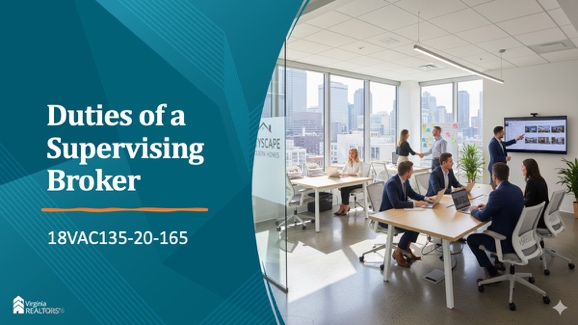 Duties of a
Supervising
Broker
18VAC135-20-165
Virginia
REALTORS